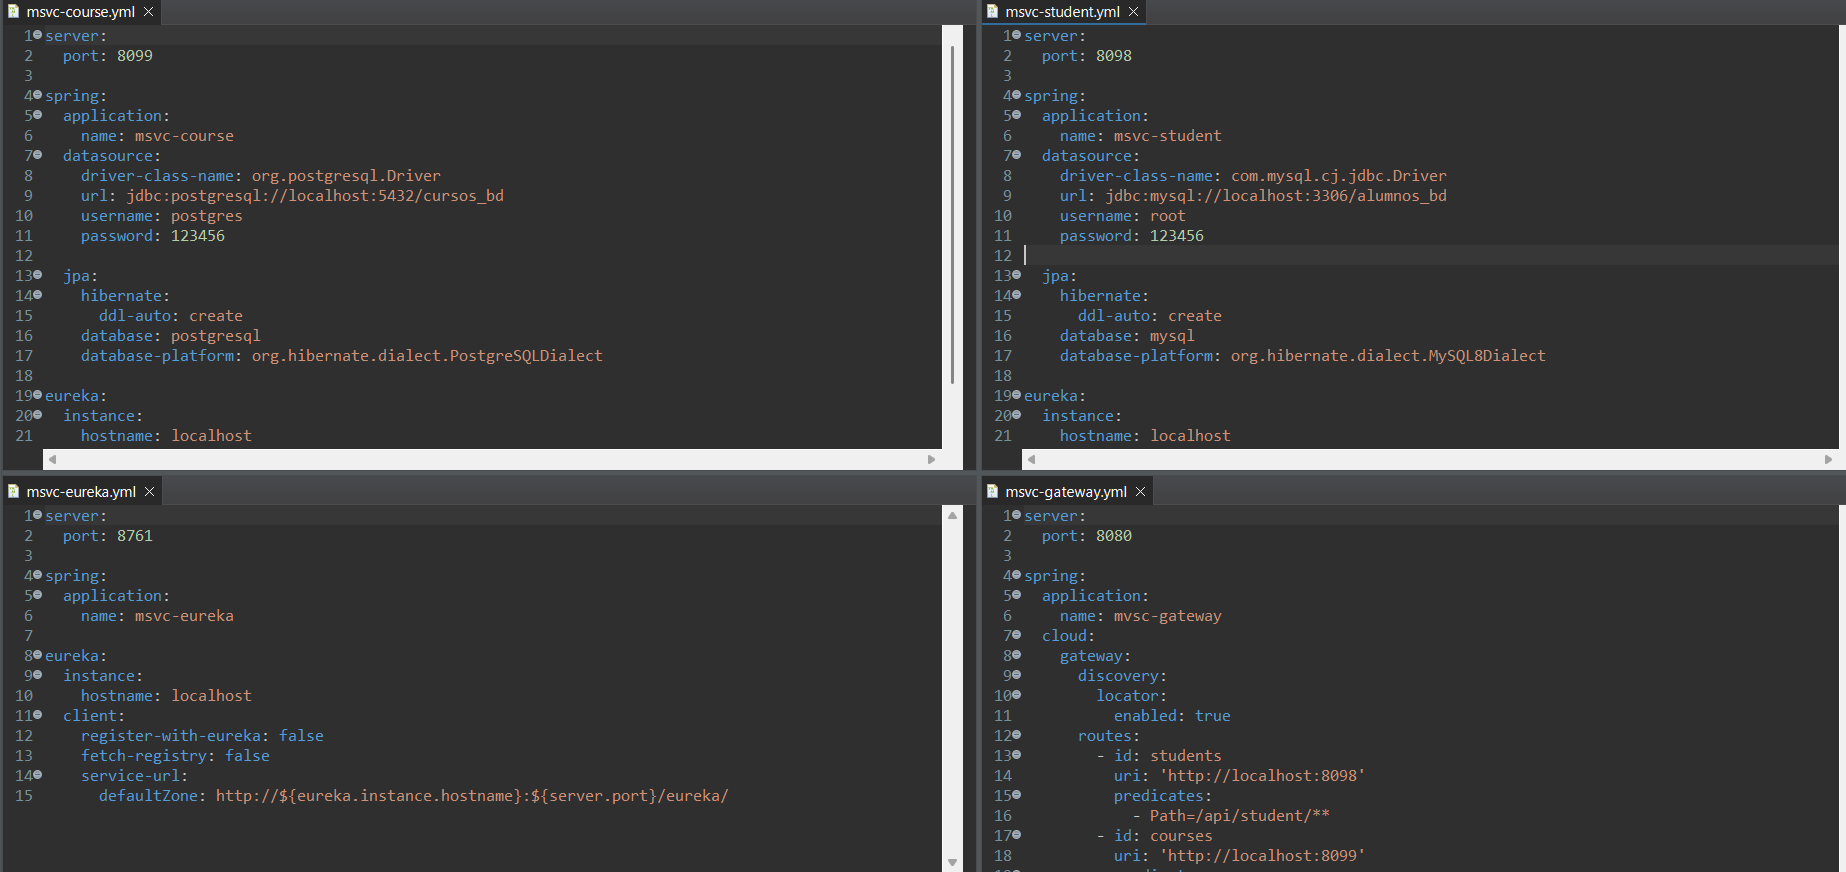 msvc-course.yml
1 server:
2   port: 8099
3
4 spring:
5   application:
6     name: msvc-course
7   datasource:
8     driver-class-name: org.postgresql.Driver
9     url: jdbc:postgresql://localhost:5432/cursos_bd
10     username: postgres
11     password: 123456
12
13   jpa:
14     hibernate:
15       ddl-auto: create
16     database: postgresql
17     database-platform: org.hibernate.dialect.PostgreSQLDialect
18
19 eureka:
20   instance:
21     hostname: localhost
msvc-student.yml
1 server:
2   port: 8098
3
4 spring:
5   application:
6     name: msvc-student
7   datasource:
8     driver-class-name: com.mysql.cj.jdbc.Driver
9     url: jdbc:mysql://localhost:3306/alumnos_bd
10     username: root
11     password: 123456
12
13   jpa:
14     hibernate:
15       ddl-auto: create
16     database: mysql
17     database-platform: org.hibernate.dialect.MySQL8Dialect
18
19 eureka:
20   instance:
21     hostname: localhost
msvc-eureka.yml
1 server:
2   port: 8761
3
4 spring:
5   application:
6     name: msvc-eureka
7
8 eureka:
9   instance:
10     hostname: localhost
11   client:
12     register-with-eureka: false
13     fetch-registry: false
14     service-url:
15       defaultZone: http://${eureka.instance.hostname}:${server.port}/eureka/
msvc-gateway.yml
1 server:
2   port: 8080
3
4 spring:
5   application:
6     name: mvsc-gateway
7   cloud:
8     gateway:
9       discovery:
10         locator:
11           enabled: true
12       routes:
13         - id: students
14           uri: 'http://localhost:8098'
15           predicates:
16             - Path=/api/student/**
17         - id: courses
18           uri: 'http://localhost:8099'